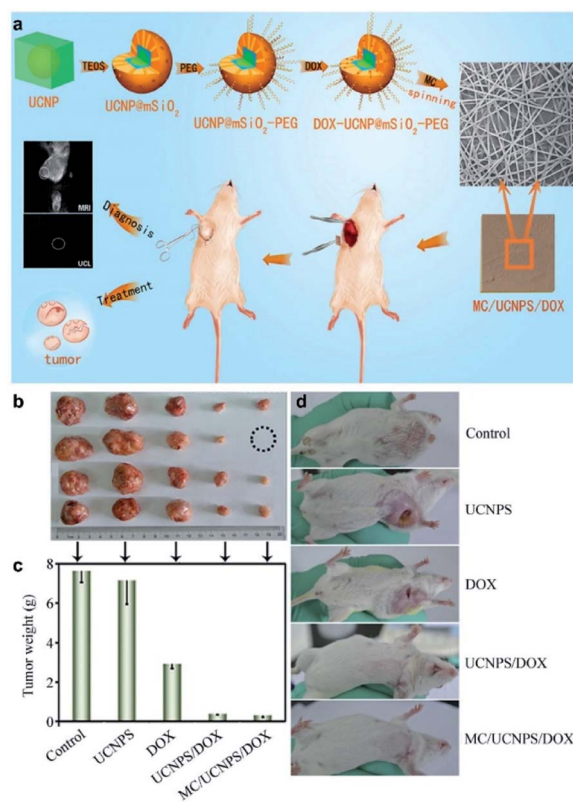 a
TEOS
PEG
DOX
MC
spinning
UCNP
UCNP@mSiO₂
UCNP@mSiO₂-PEG
DOX-UCNP@mSiO₂-PEG
MRI
Diagnosis
UCL
Treatment
tumor
MC/UCNPS/DOX
b
d
Control
UCNPS
DOX
UCNPS/DOX
MC/UCNPS/DOX
c
Tumor weight (g)
8
6
4
2
0
Control
UCNPS
DOX
UCNPS/DOX
MC/UCNPS/DOX